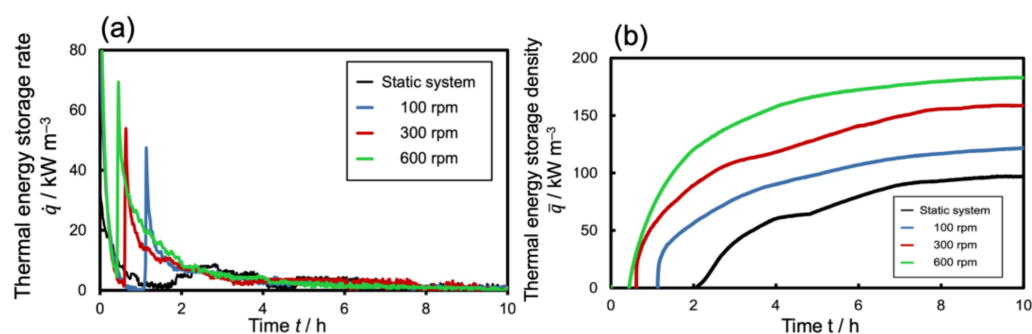 (a)
Thermal energy storage rate
q̇ / kW m⁻³
80
60
40
20
0
0
2
4
6
8
10
Time t / h
Static system
100 rpm
300 rpm
600 rpm
(b)
Thermal energy storage density
q̄ / kW m⁻³
200
150
100
50
0
0
2
4
6
8
10
Time t / h
Static system
100 rpm
300 rpm
600 rpm